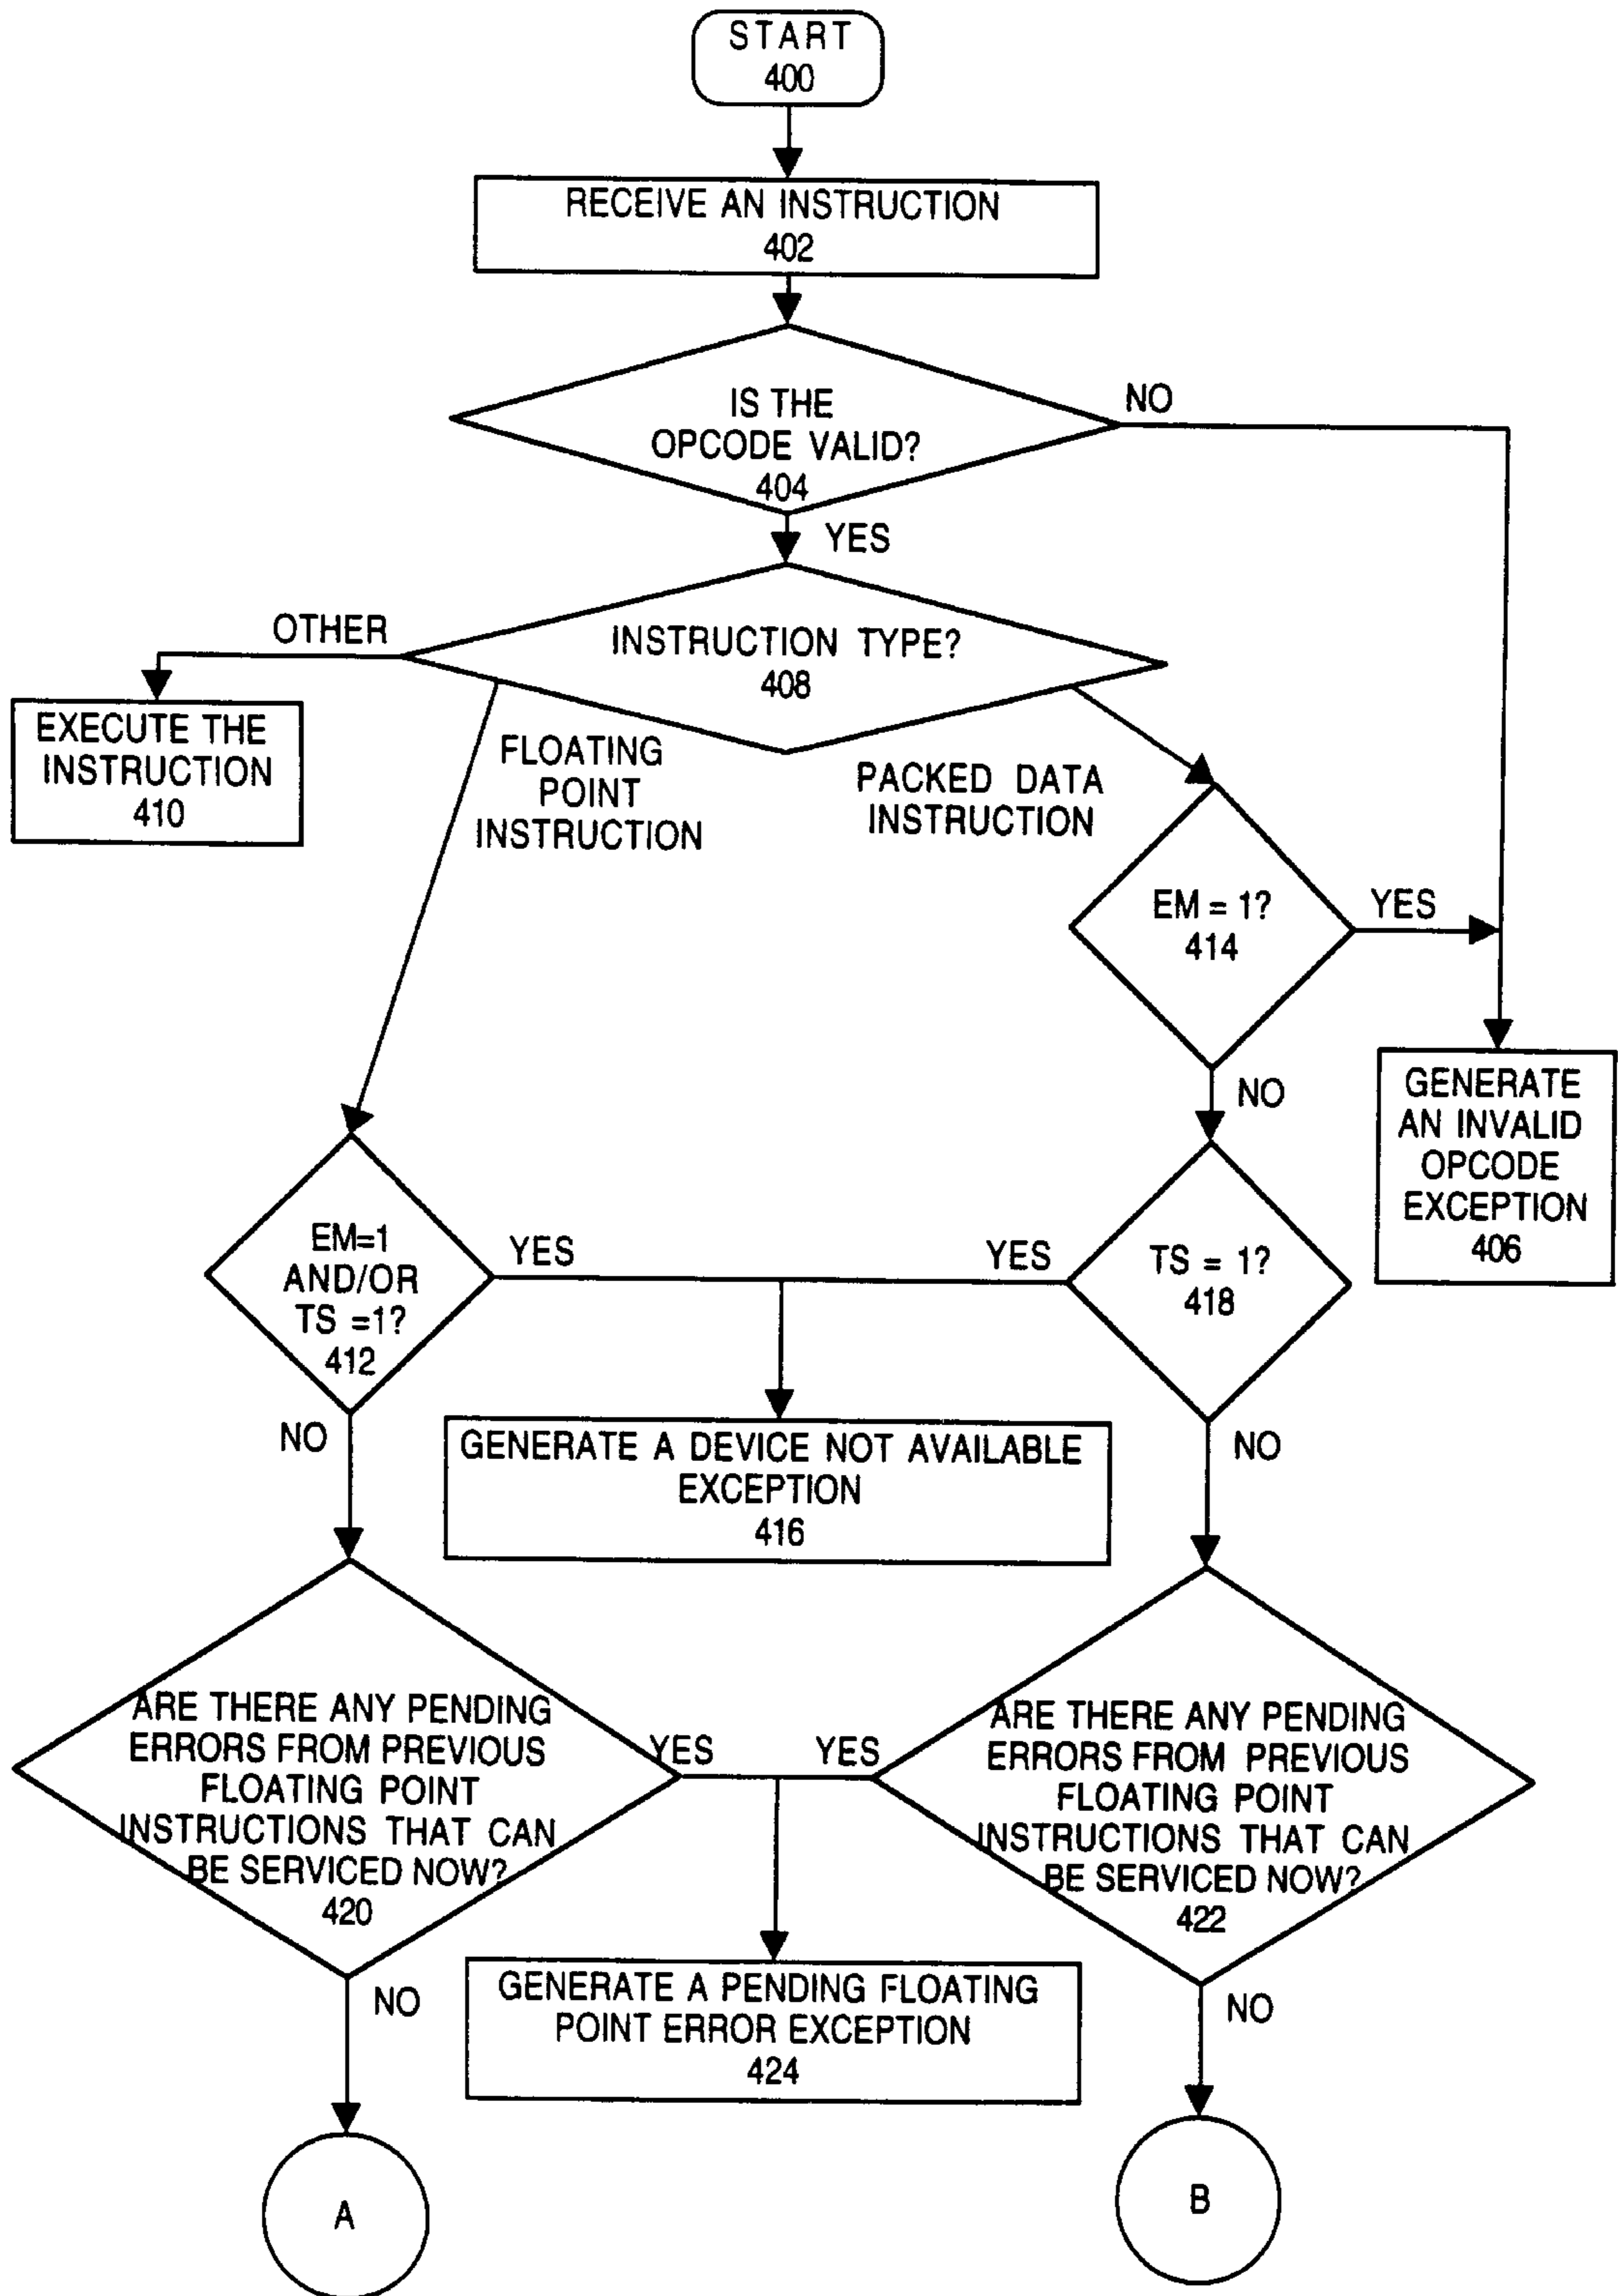 START
400
RECEIVE AN INSTRUCTION
402
IS THE
OPCODE VALID?
404
NO
YES
OTHER
INSTRUCTION TYPE?
408
EXECUTE THE
INSTRUCTION
410
FLOATING
POINT
INSTRUCTION
PACKED DATA
INSTRUCTION
EM = 1?
414
YES
NO
GENERATE
AN INVALID
OPCODE
EXCEPTION
406
EM=1
AND/OR
TS =1?
412
YES
YES
TS = 1?
418
NO
GENERATE A DEVICE NOT AVAILABLE
EXCEPTION
416
NO
ARE THERE ANY PENDING
ERRORS FROM PREVIOUS
FLOATING POINT
INSTRUCTIONS THAT CAN
BE SERVICED NOW?
420
YES
YES
ARE THERE ANY PENDING
ERRORS FROM PREVIOUS
FLOATING POINT
INSTRUCTIONS THAT CAN
BE SERVICED NOW?
422
NO
GENERATE A PENDING FLOATING
POINT ERROR EXCEPTION
424
NO
A
B